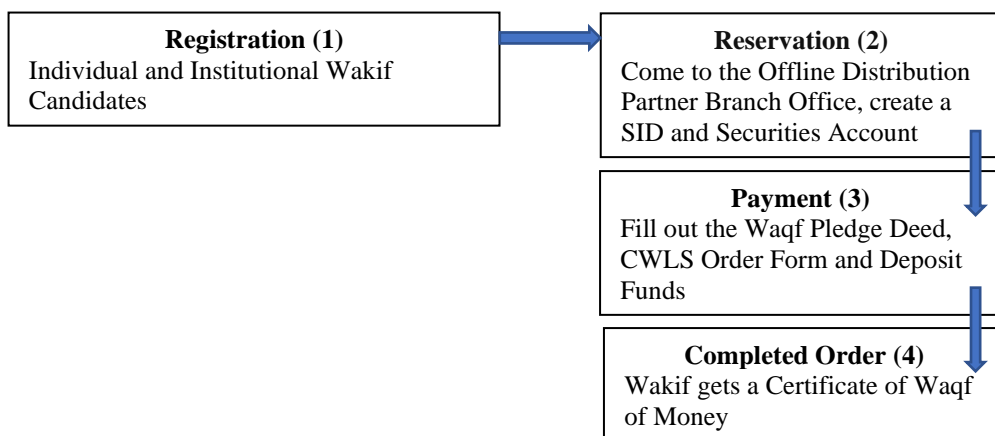 Registration (1)
Individual and Institutional Wakif
Candidates
Reservation (2)
Come to the Offline Distribution
Partner Branch Office, create a
SID and Securities Account
Payment (3)
Fill out the Waqf Pledge Deed,
CWLS Order Form and Deposit
Funds
Completed Order (4)
Wakif gets a Certificate of Waqf
of Money